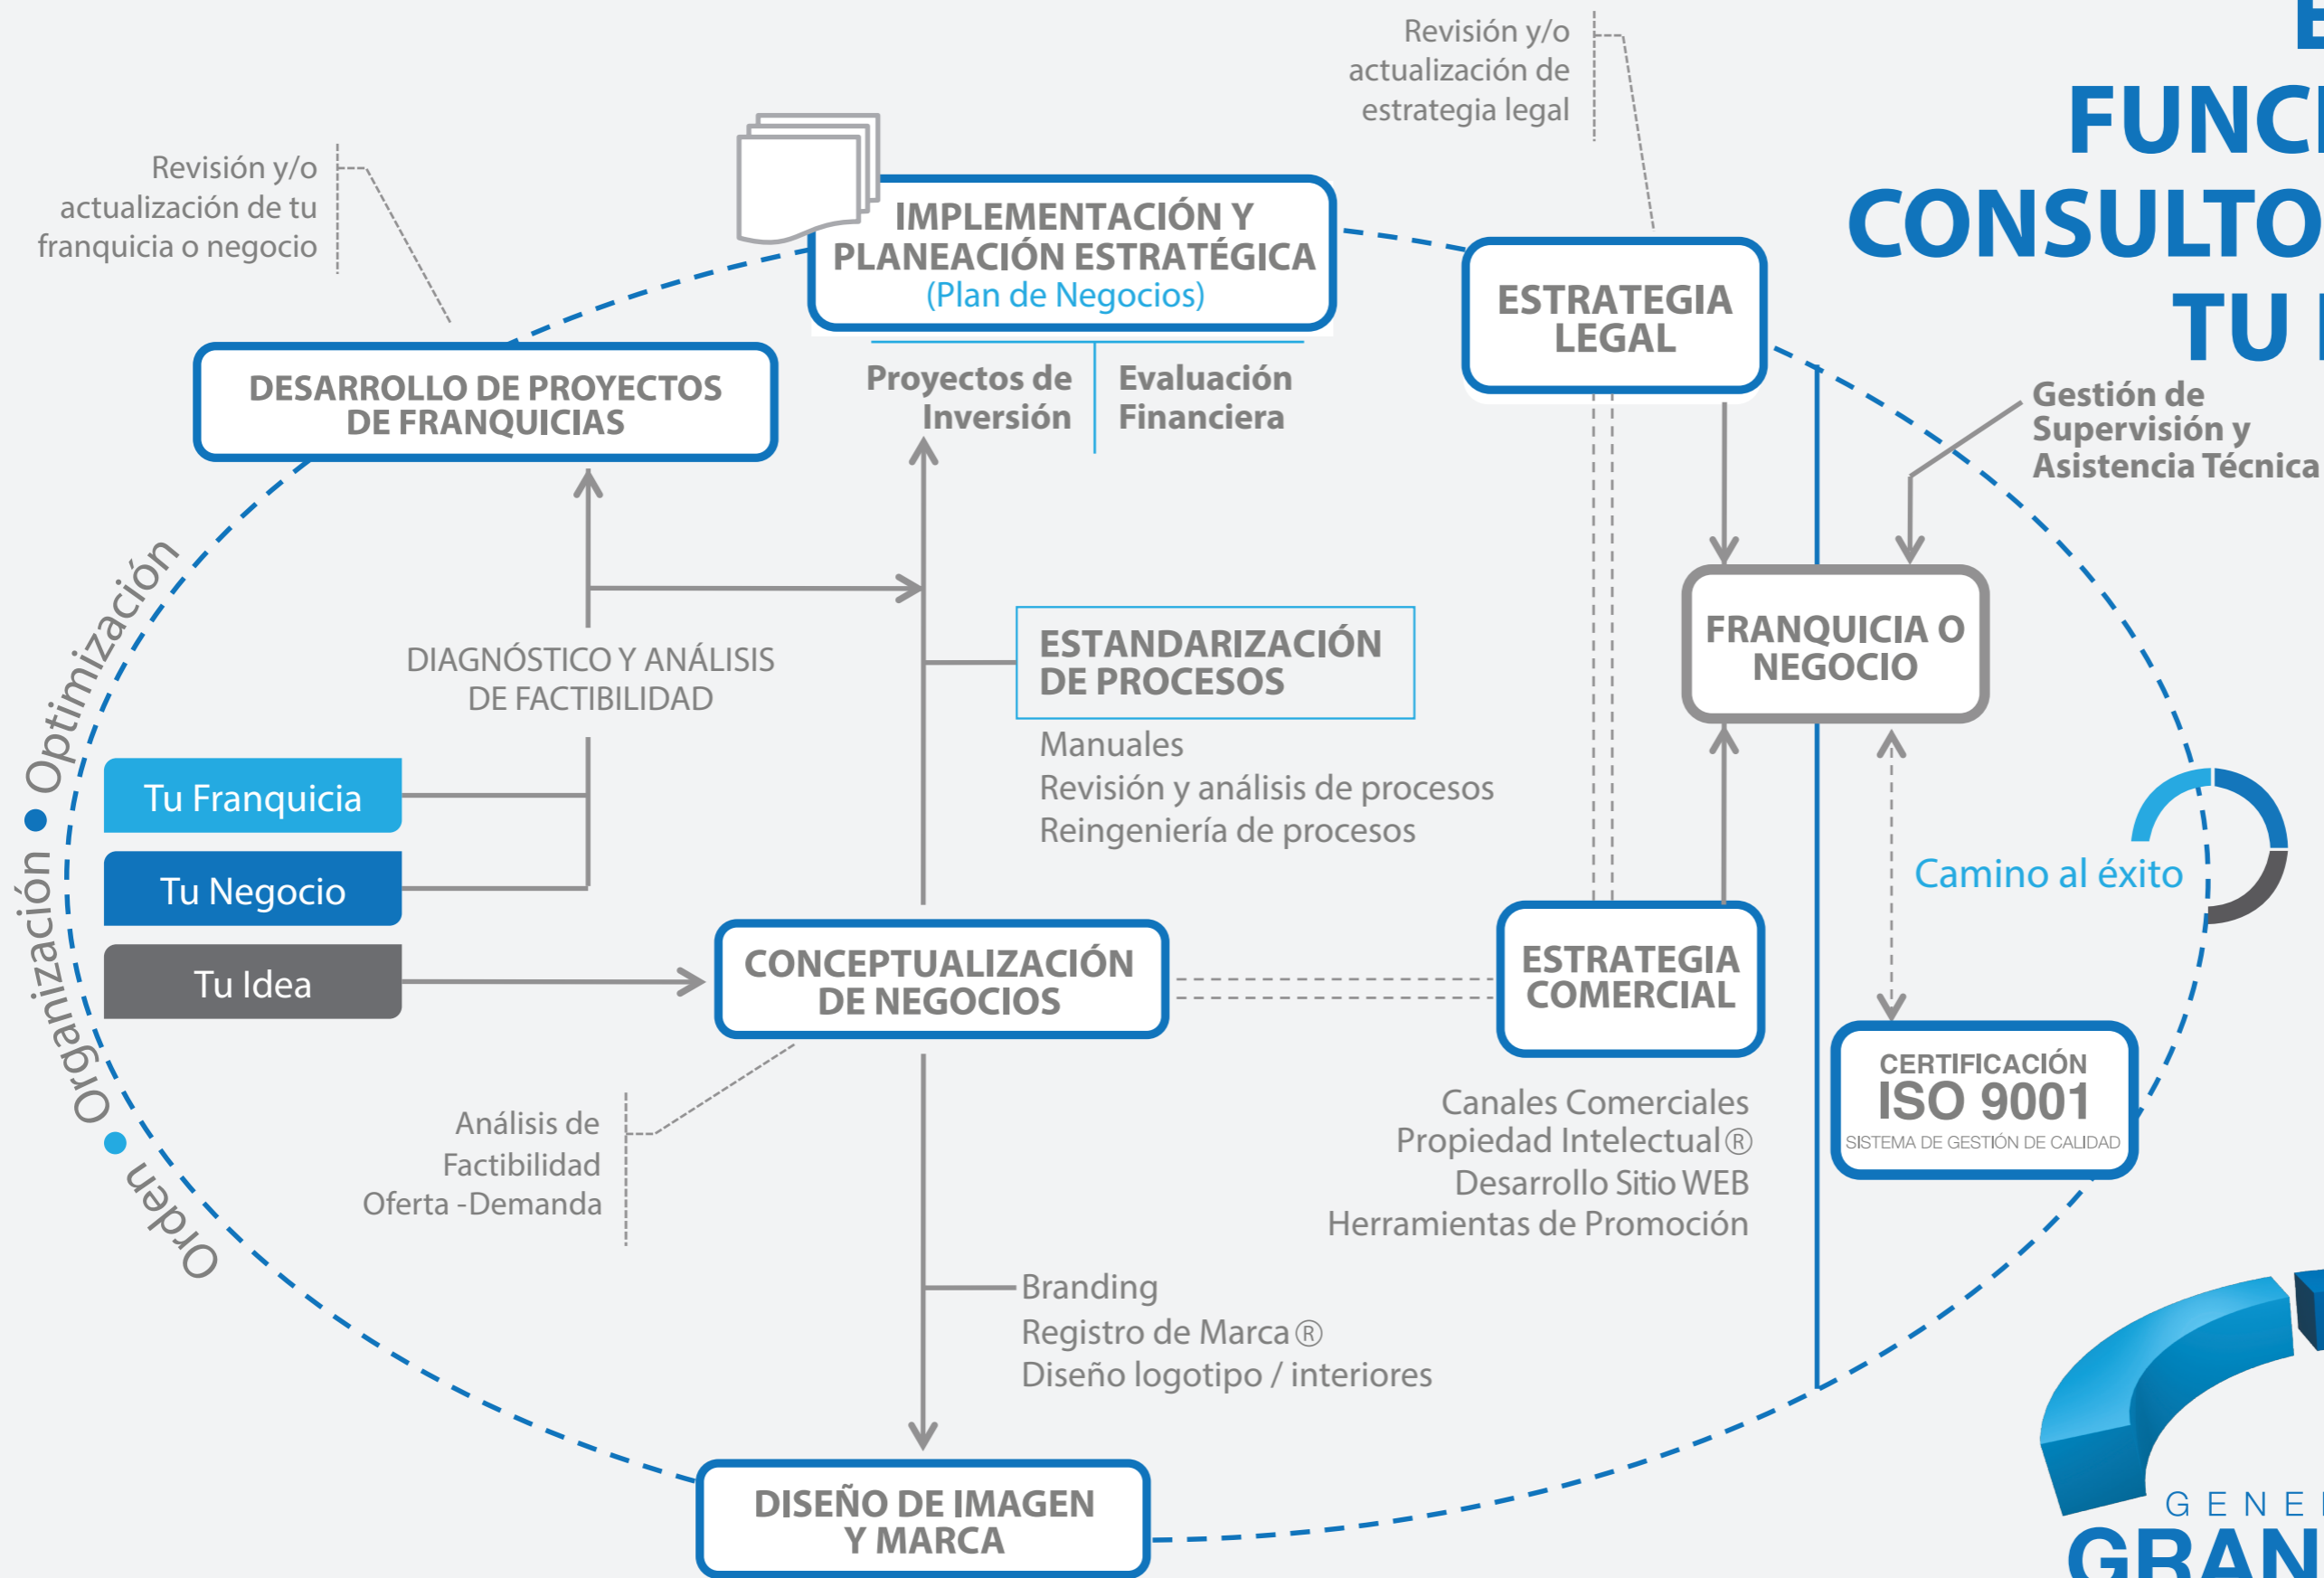 Revisión y/o
actualización de
estrategia legal
FUNCI
CONSULTO
TU
Revisión y/o
actualización de tu
franquicia o negocio
IMPLEMENTACIÓN Y
PLANEACIÓN ESTRATÉGICA
(Plan de Negocios)
ESTRATEGIA
LEGAL
DESARROLLO DE PROYECTOS
DE FRANQUICIAS
Proyectos de
Inversión
Evaluación
Financiera
Gestión de
Supervisión y
Asistencia Técnica
Optimización
Organización
Orden
DIAGNÓSTICO Y ANÁLISIS
DE FACTIBILIDAD
ESTANDARIZACIÓN
DE PROCESOS
Manuales
Revisión y análisis de procesos
Reingeniería de procesos
FRANQUICIA O
NEGOCIO
Tu Franquicia
Tu Negocio
Tu Idea
Camino al éxito
CONCEPTUALIZACIÓN
DE NEGOCIOS
ESTRATEGIA
COMERCIAL
CERTIFICACIÓN
ISO 9001
SISTEMA DE GESTIÓN DE CALIDAD
Análisis de
Factibilidad
Oferta -Demanda
Canales Comerciales
Propiedad Intelectual ®
Desarrollo Sitio WEB
Herramientas de Promoción
Branding
Registro de Marca ®
Diseño logotipo / interiores
DISEÑO DE IMAGEN
Y MARCA
GENE
GRAN